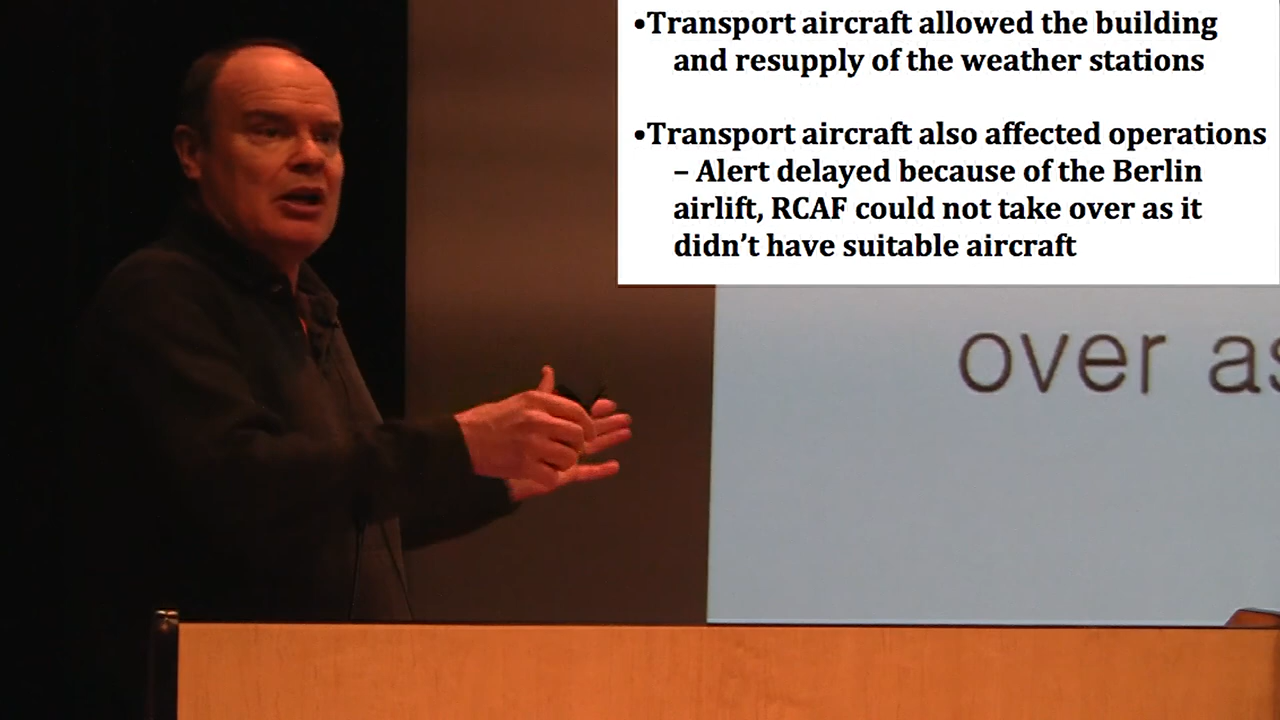 •Transport aircraft allowed the building
and resupply of the weather stations
•Transport aircraft also affected operations
– Alert delayed because of the Berlin
airlift, RCAF could not take over as it
didn’t have suitable aircraft
over as